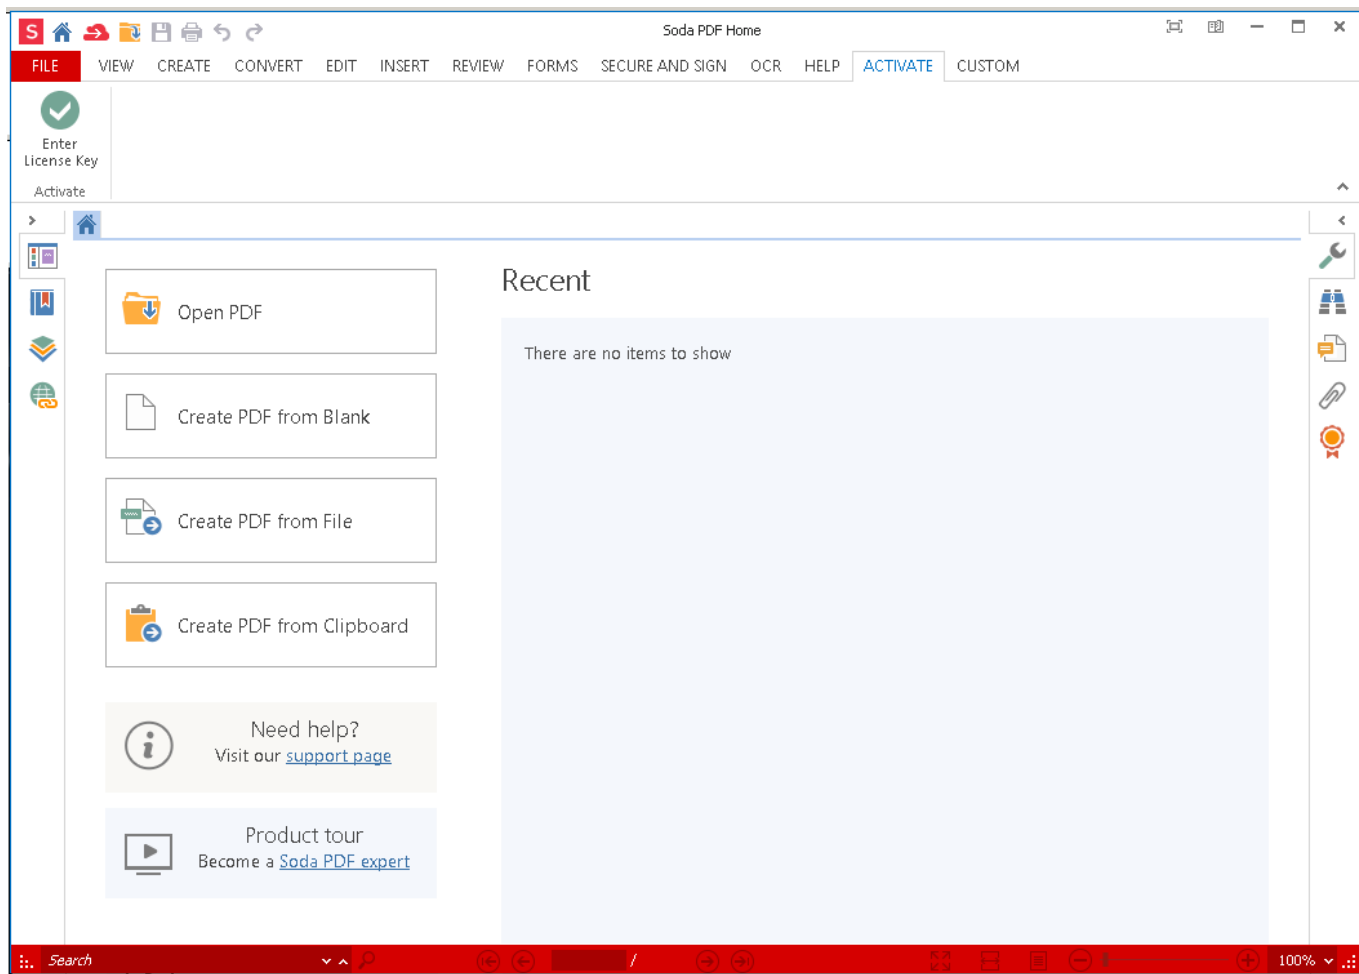 S
Soda PDF Home
FILE VIEW CREATE CONVERT EDIT INSERT REVIEW FORMS SECURE AND SIGN OCR HELP ACTIVATE CUSTOM
Enter
License Key
Activate
Recent
Open PDF
There are no items to show
Create PDF from Blank
Create PDF from File
Create PDF from Clipboard
Need help?
Visit our support page
Product tour
Become a Soda PDF expert
Search / 100%